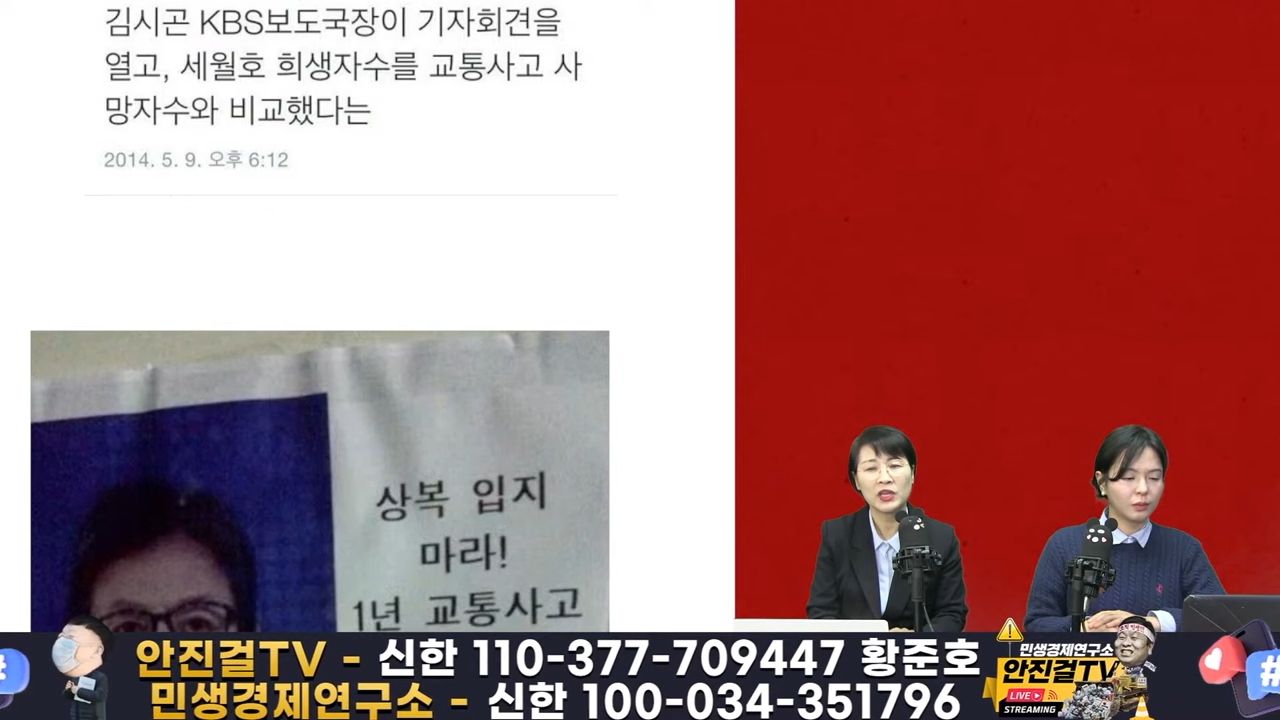 김시곤 KBS보도국장이 기자회견을
열고, 세월호 희생자수를 교통사고 사
망자수와 비교했다는
2014. 5. 9. 오후 6:12
상복 입지
마라!
1년 교통사고
안진걸TV - 신한 110-377-709447 황준호
민생경제연구소 - 신한 100-034-351796
민생경제연구소
안진걸TV
LIVE
STREAMING
#
#